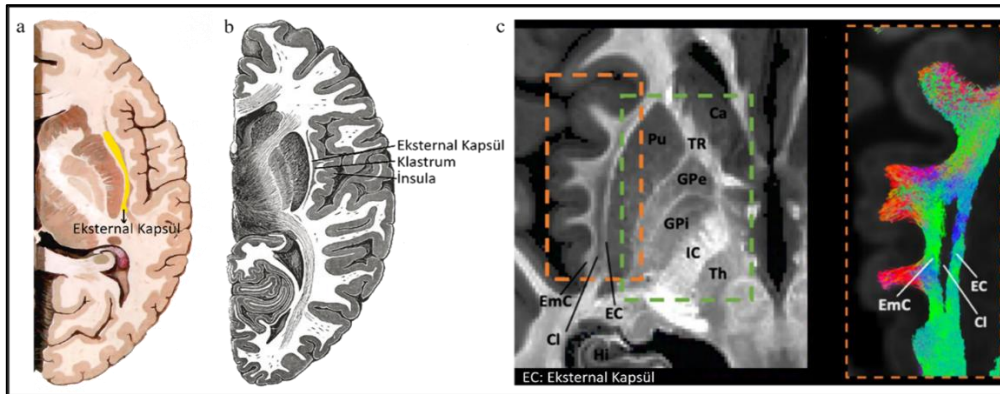 a
Eksternal Kapsül
b
Eksternal Kapsül
Klastrum
İnsula
c
Ca
Pu
TR
GPe
GPi
IC
Th
EmC
EC
Cl
Hi
EC: Eksternal Kapsül
EC
EmC
Cl